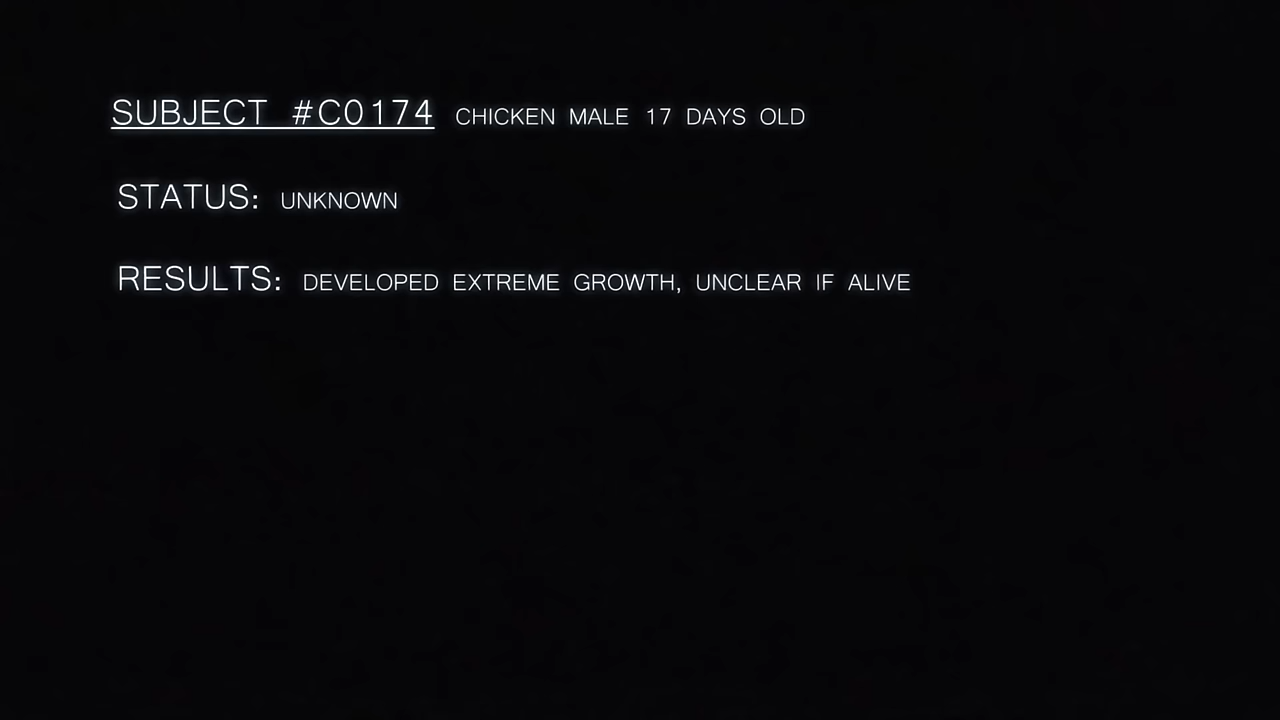 SUBJECT #C0174 CHICKEN MALE 17 DAYS OLD
STATUS: UNKNOWN
RESULTS: DEVELOPED EXTREME GROWTH, UNCLEAR IF ALIVE